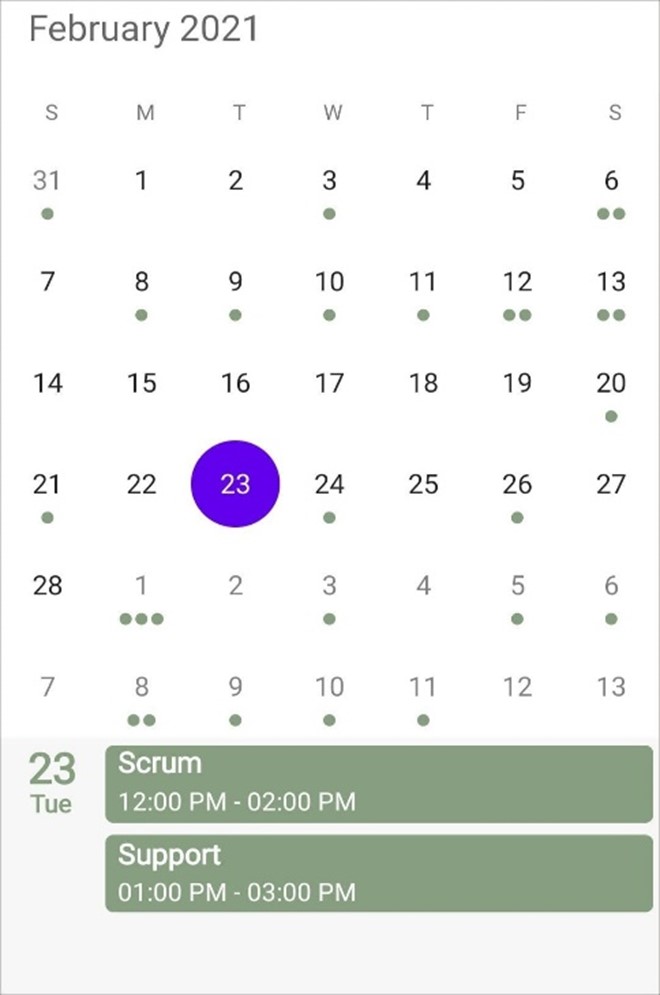 February 2021
S M T W T F S
31 1 2 3 4 5 6
7 8 9 10 11 12 13
14 15 16 17 18 19 20
21 22 23 24 25 26 27
28 1 2 3 4 5 6
7 8 9 10 11 12 13
23
Tue
Scrum
12:00 PM - 02:00 PM
Support
01:00 PM - 03:00 PM